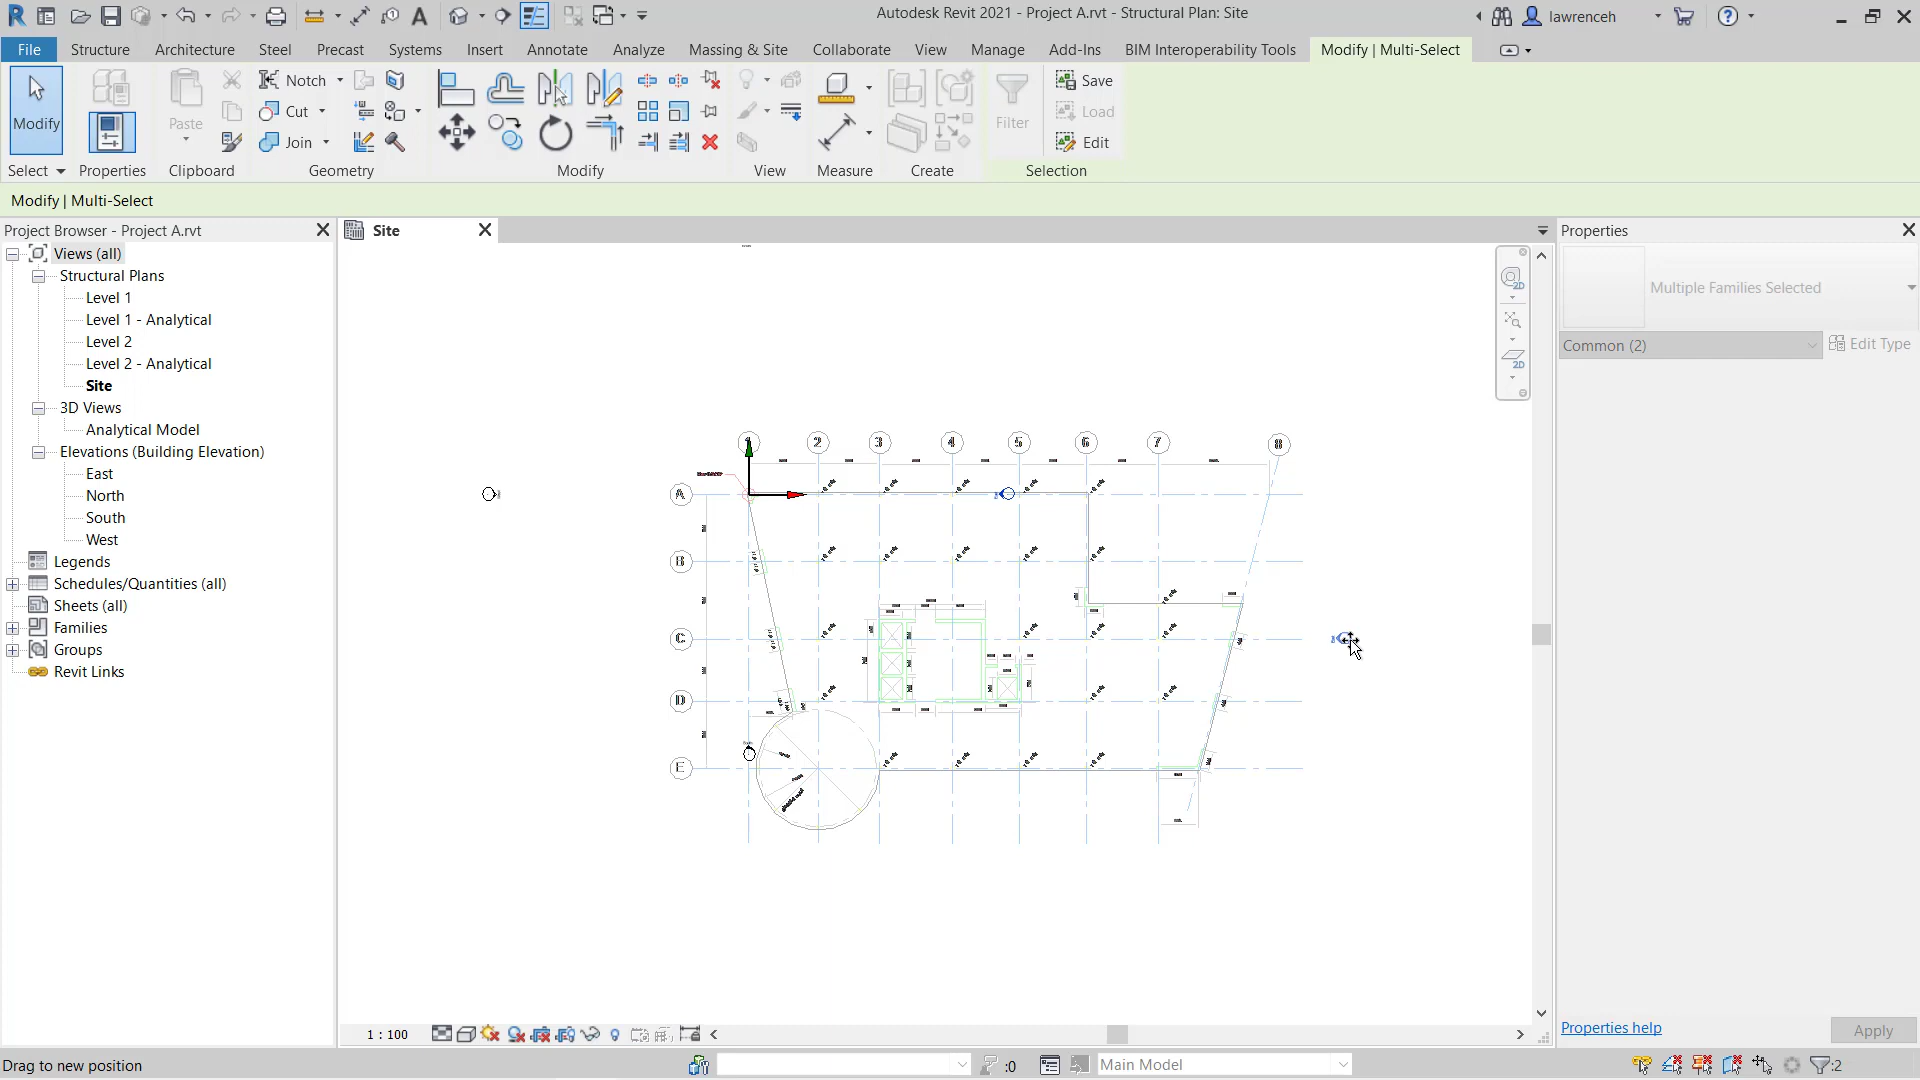 Autodesk Revit 2021 - Project A.rvt - Structural Plan: Site
lawrenceh
File Structure Architecture Steel Precast Systems Insert Annotate Analyze Massing & Site Collaborate View Manage Add-Ins BIM Interoperability Tools Modify | Multi-Select
Modify
Paste
Notch
Cut
Join
Filter
Save
Load
Edit
Select Properties Clipboard Geometry Modify View Measure Create Selection
Modify | Multi-Select
Project Browser - Project A.rvt
Views (all)
Structural Plans
Level 1
Level 1 - Analytical
Level 2
Level 2 - Analytical
Site
3D Views
Analytical Model
Elevations (Building Elevation)
East
North
South
West
Legends
Schedules/Quantities (all)
Sheets (all)
Families
Groups
Revit Links
Site
2D
2D
1 2 3 4 5 6 7 8
A
B
C
D
E
Properties
Multiple Families Selected
Common (2)
Edit Type
Properties help
Apply
1 : 100
Drag to new position
:0
Main Model
:2